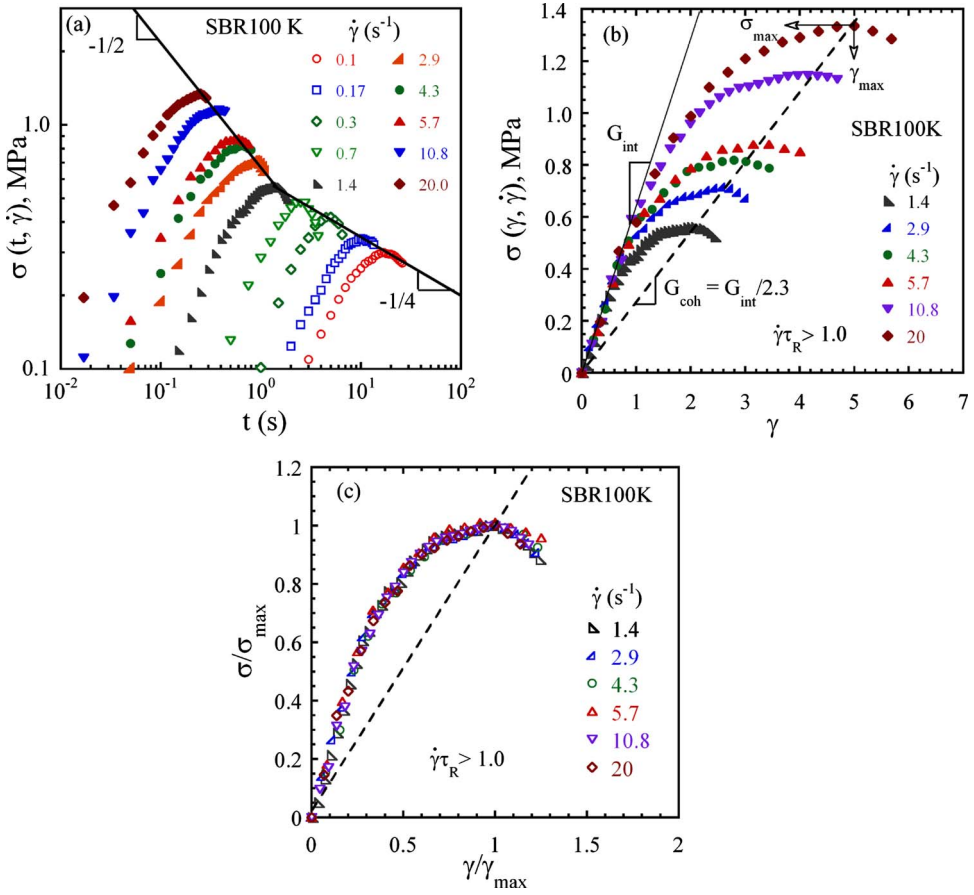 (a)
SBR100 K
γ̇ (s⁻¹)
-1/2
0.1
2.9
0.17
4.3
0.3
5.7
0.7
10.8
1.4
20.0
-1/4
1.0
0.1
10⁻²
10⁻¹
10⁰
10¹
10²
t (s)
σ (t, γ̇), MPa
(b)
σmax
γmax
Gint
SBR100K
γ̇ (s⁻¹)
1.4
2.9
4.3
5.7
10.8
20
Gcoh = Gint/2.3
γ̇τR > 1.0
1.4
1.2
1.0
0.8
0.6
0.4
0.2
0
0
1
2
3
4
5
6
7
γ
σ (γ, γ̇), MPa
(c)
SBR100K
γ̇ (s⁻¹)
1.4
2.9
4.3
5.7
10.8
20
γ̇τR > 1.0
1.2
1
0.8
0.6
0.4
0.2
0
0
0.5
1
1.5
2
γ/γmax
σ/σmax